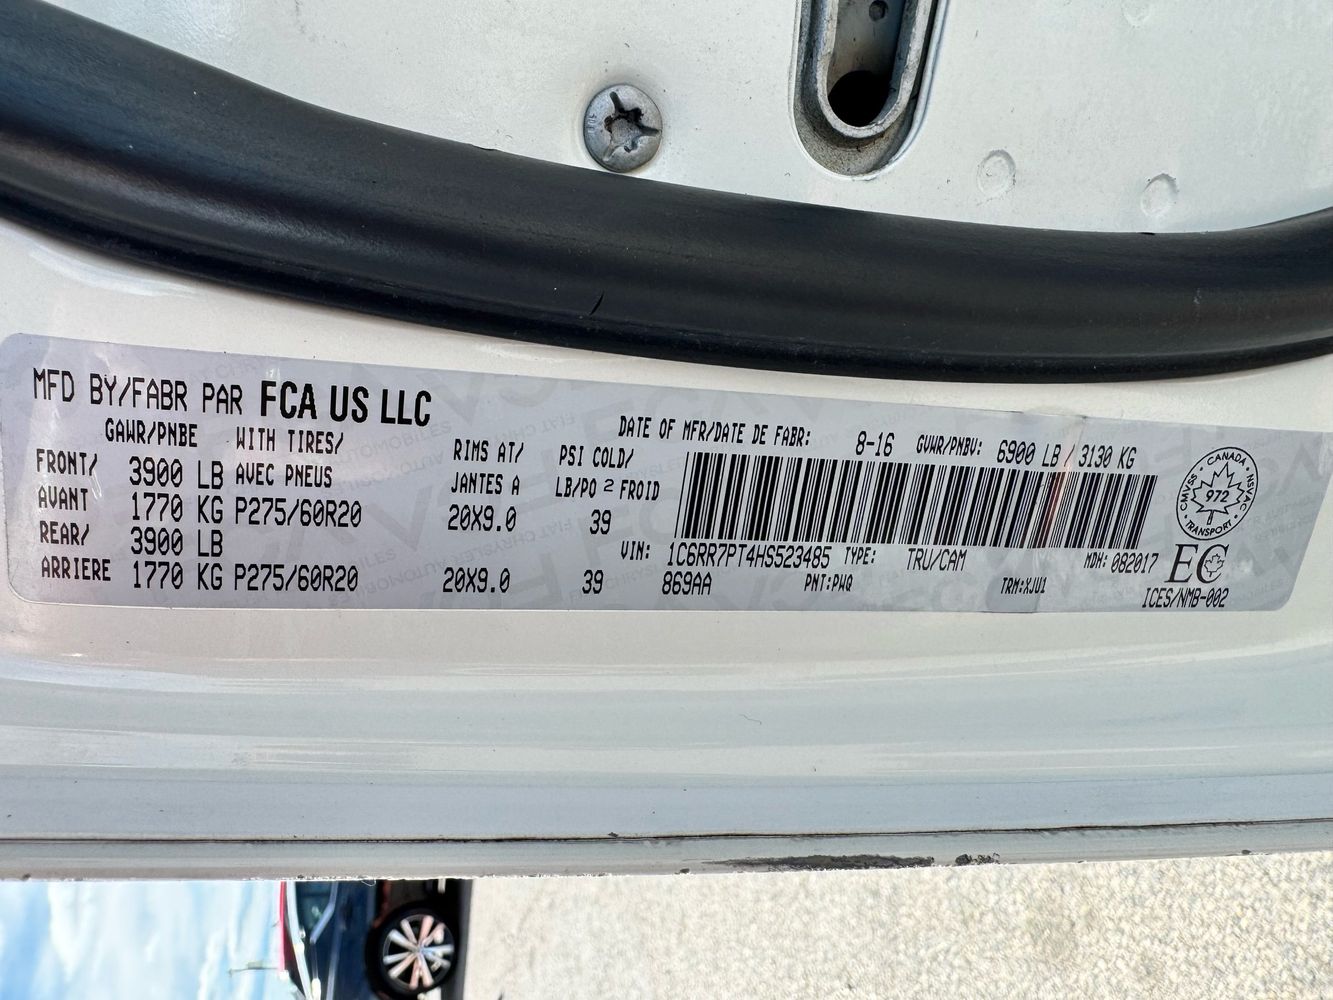 MFD BY/FABR PAR FCA US LLC
DATE OF MFR/DATE DE FABR: 8-16 GVWR/PNBV: 6900 LB / 3130 KG
GAWR/PNBE WITH TIRES/ RIMS AT/ PSI COLD/
AVEC PNEUS JANTES A LB/PO 2 FROID
FRONT/ 3900 LB
AVANT 1770 KG P275/60R20 20X9.0 39
REAR/ 3900 LB
ARRIERE 1770 KG P275/60R20 20X9.0 39
VIN: 1C6RR7PT4HS523485 TYPE: TRU/CAM MDH: 082017
869AA PNT:PWQ TRM:XJU1
CMVSS - CANADA - NSVAC
972
TRANSPORT
EC
ICES/NMB-002